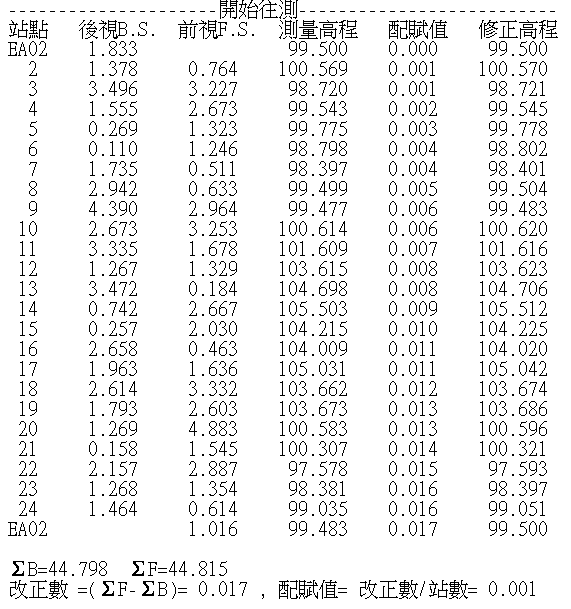 ---------------------開始往測-------------------------
站點 後視B.S. 前視F.S. 測量高程 配賦值 修正高程
EA02 1.833 99.500 0.000 99.500
2 1.378 0.764 100.569 0.001 100.570
3 3.496 3.227 98.720 0.001 98.721
4 1.555 2.673 99.543 0.002 99.545
5 0.269 1.323 99.775 0.003 99.778
6 0.110 1.246 98.798 0.004 98.802
7 1.735 0.511 98.397 0.004 98.401
8 2.942 0.633 99.499 0.005 99.504
9 4.390 2.964 99.477 0.006 99.483
10 2.673 3.253 100.614 0.006 100.620
11 3.335 1.678 101.609 0.007 101.616
12 1.267 1.329 103.615 0.008 103.623
13 3.472 0.184 104.698 0.008 104.706
14 0.742 2.667 105.503 0.009 105.512
15 0.257 2.030 104.215 0.010 104.225
16 2.658 0.463 104.009 0.011 104.020
17 1.963 1.636 105.031 0.011 105.042
18 2.614 3.332 103.662 0.012 103.674
19 1.793 2.603 103.673 0.013 103.686
20 1.269 4.883 100.583 0.013 100.596
21 0.158 1.545 100.307 0.014 100.321
22 2.157 2.887 97.578 0.015 97.593
23 1.268 1.354 98.381 0.016 98.397
24 1.464 0.614 99.035 0.016 99.051
EA02 1.016 99.483 0.017 99.500
ΣB=44.798 ΣF=44.815
改正數 =(ΣF-ΣB)= 0.017 , 配賦值= 改正數/站數= 0.001